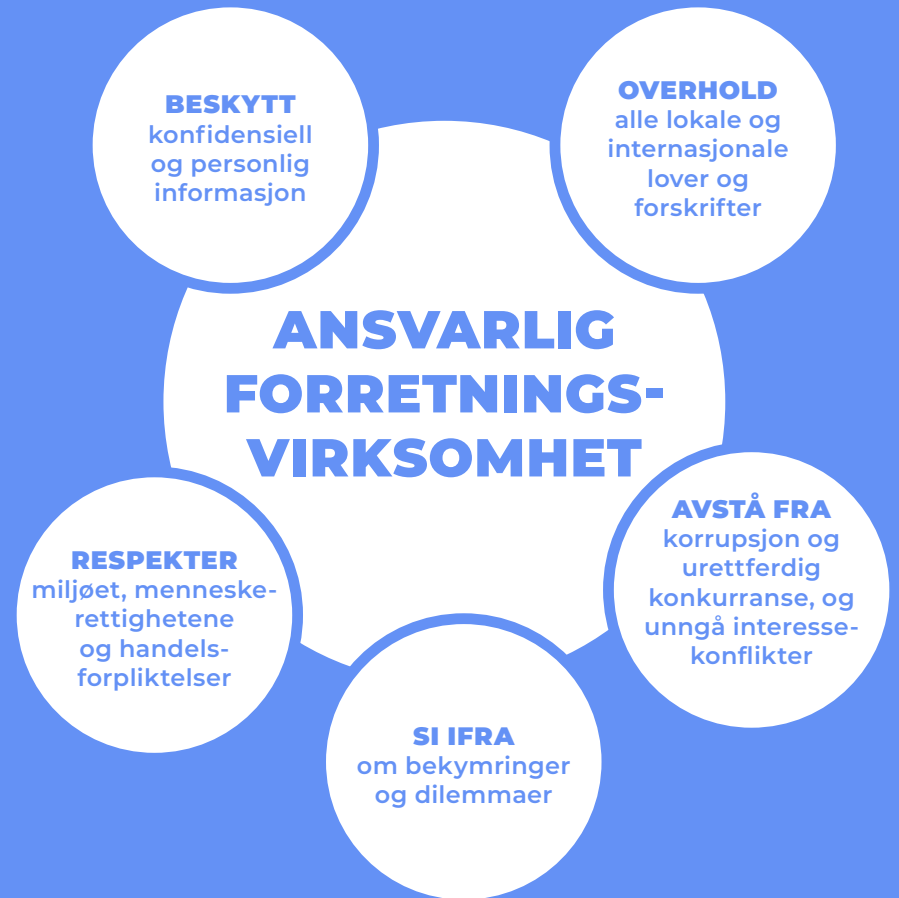 BESKYTT
konfidensiell
og personlig
informasjon
OVERHOLD
alle lokale og
internasjonale
lover og
forskrifter
ANSVARLIG
FORRETNINGS-
VIRKSOMHET
AVSTÅ FRA
korrupsjon og
urettferdig
konkurranse, og
unngå interesse-
konflikter
RESPEKTER
miljøet, menneske-
rettighetene
og handels-
forpliktelser
SI IFRA
om bekymringer
og dilemmaer